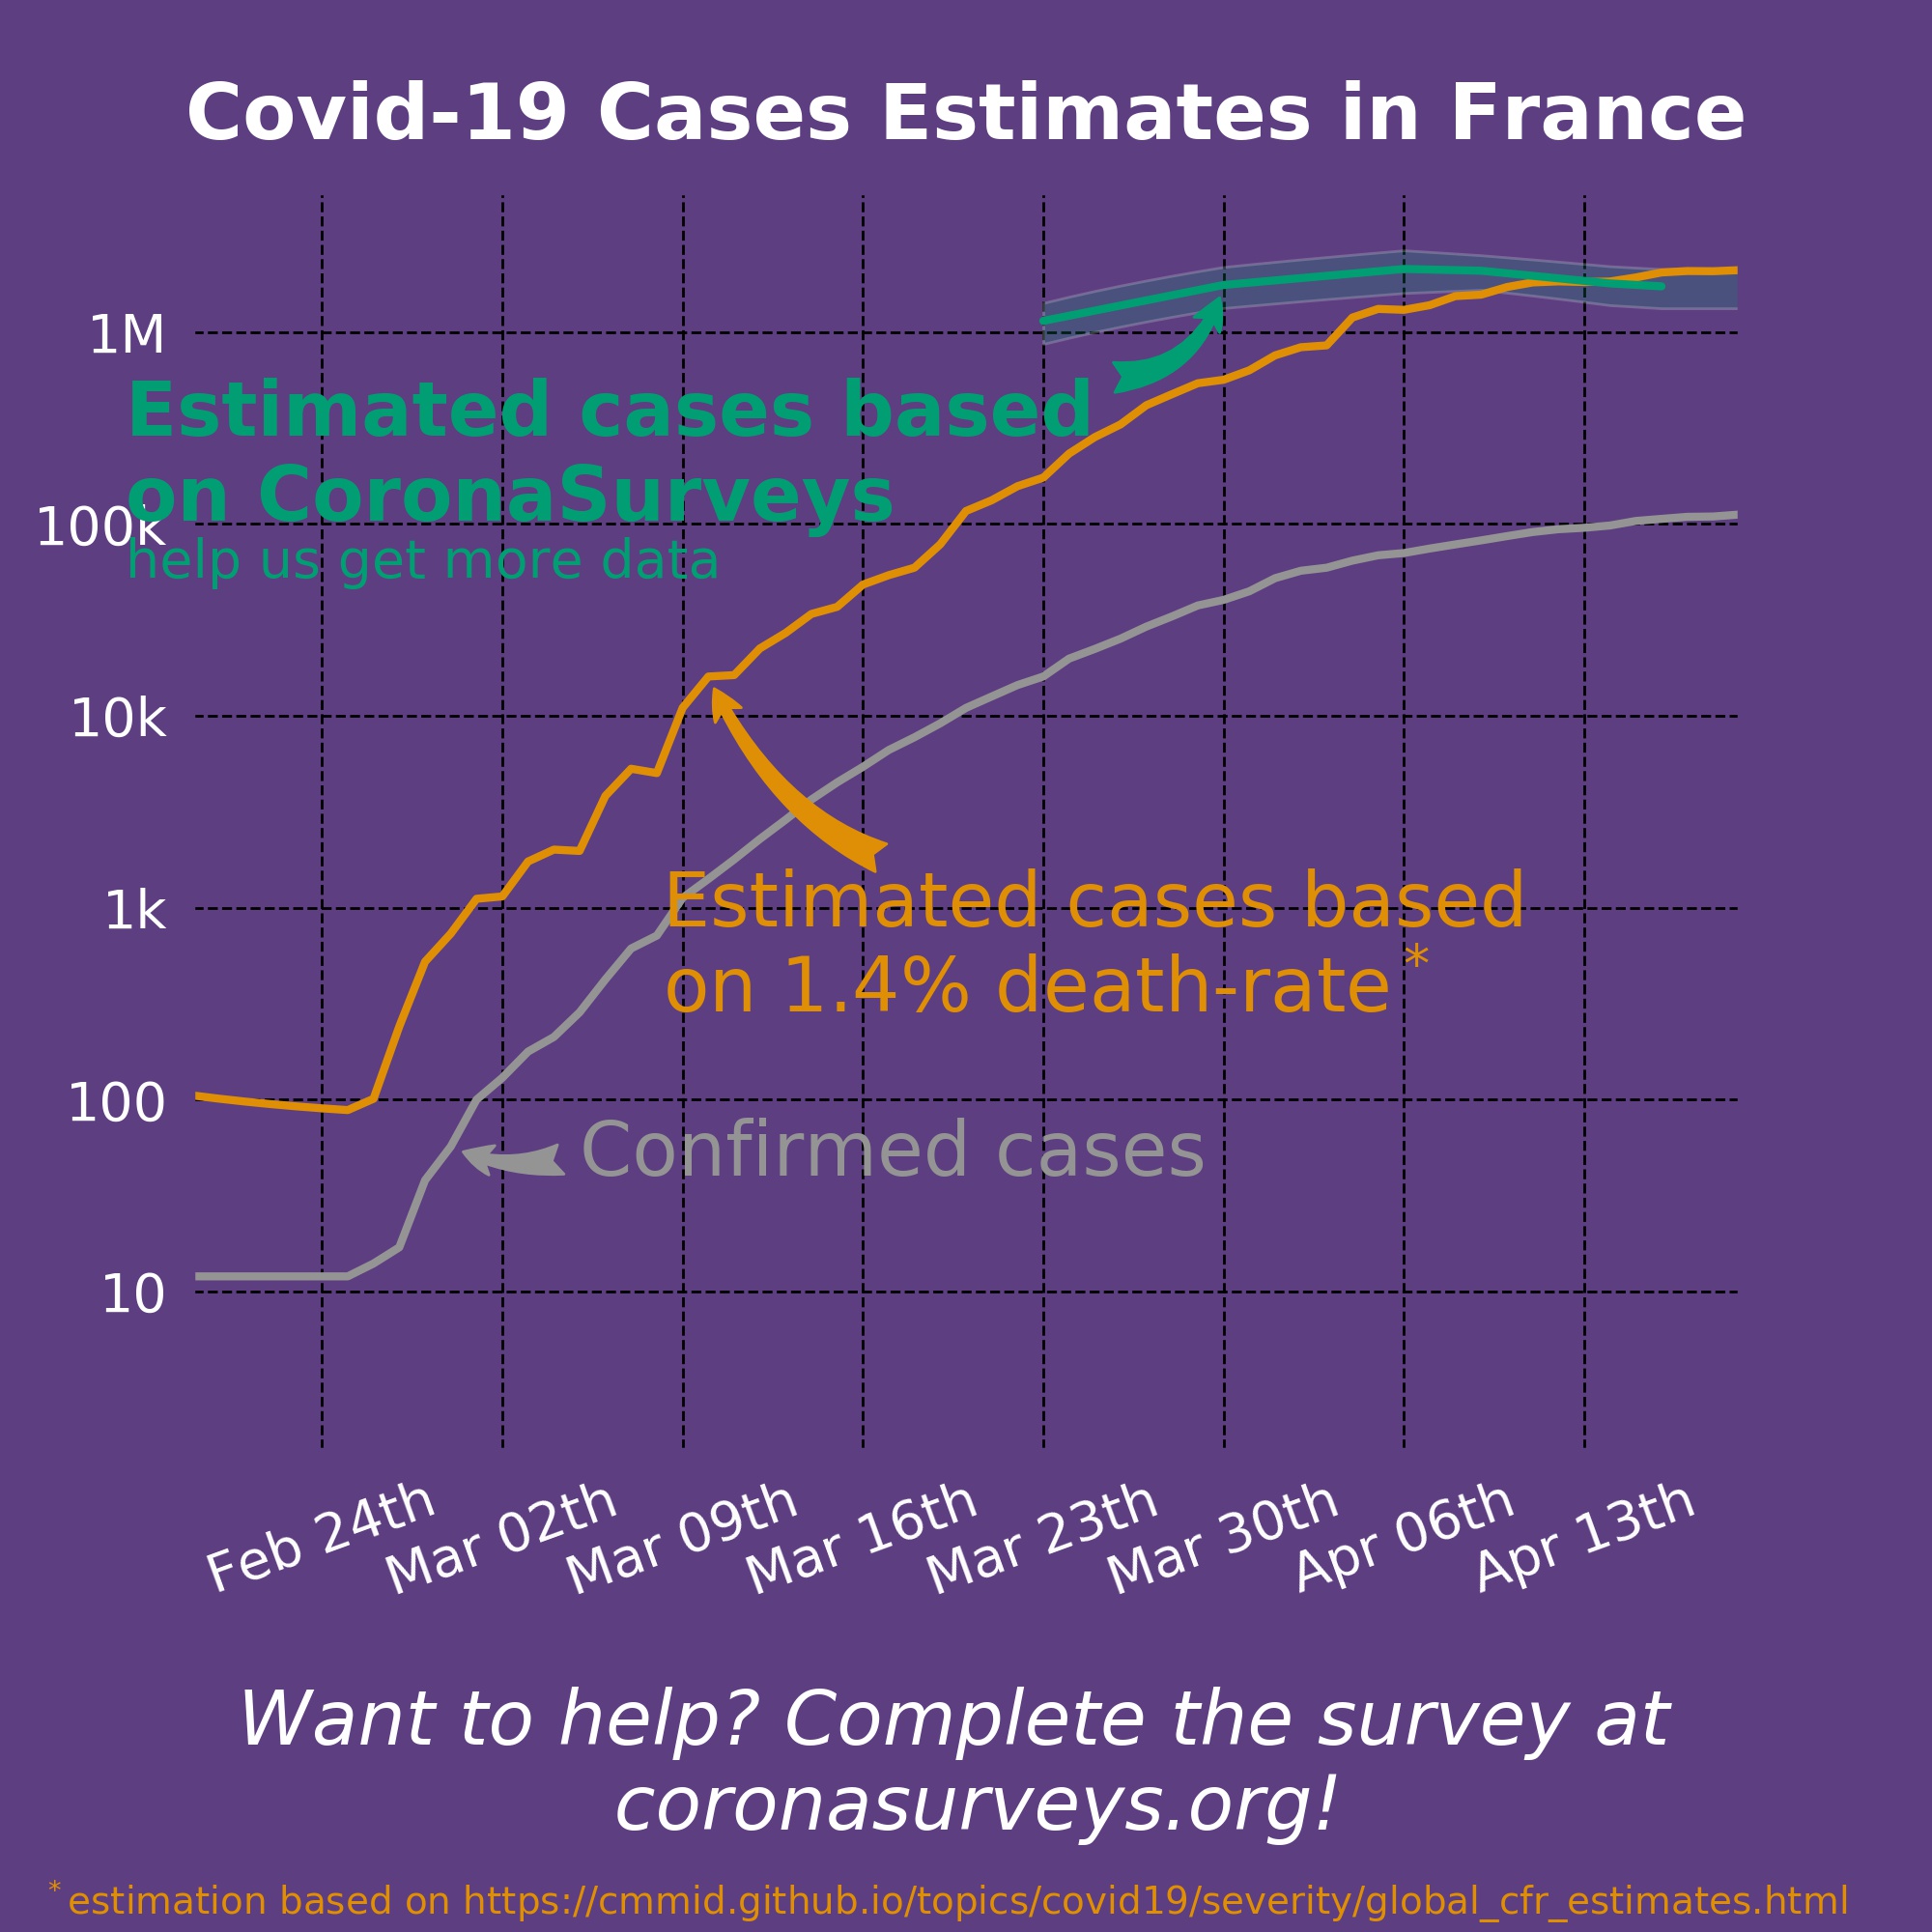 Covid-19 Cases Estimates in France
1M
Estimated cases based
on CoronaSurveys
100k
help us get more data
10k
1k
Estimated cases based
on 1.4% death-rate*
100
Confirmed cases
10
Feb 24th
Mar 02th
Mar 09th
Mar 16th
Mar 23th
Mar 30th
Apr 06th
Apr 13th
Want to help? Complete the survey at
coronasurveys.org!
*estimation based on https://cmmid.github.io/topics/covid19/severity/global_cfr_estimates.html